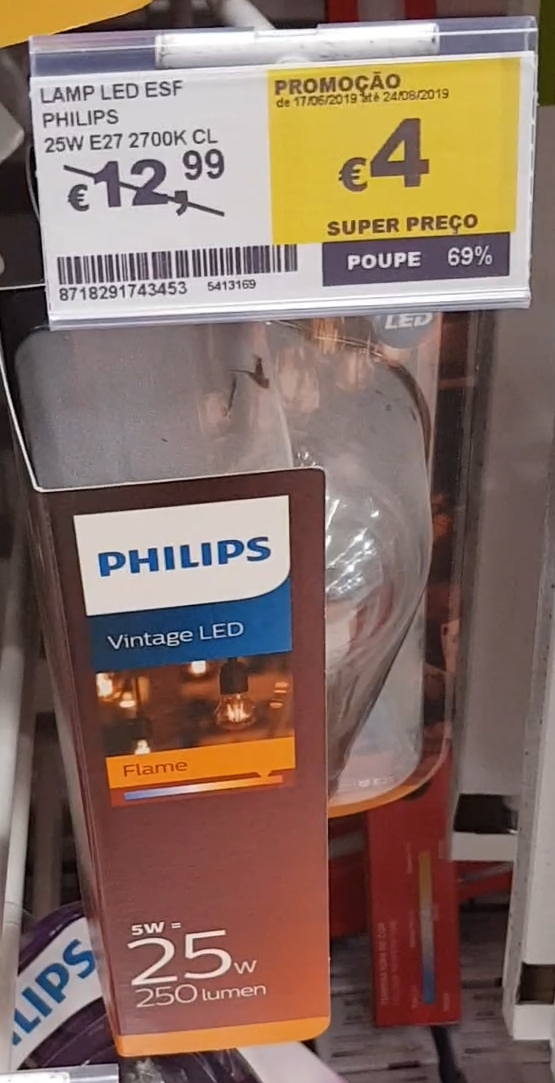 LAMP LED ESF
PHILIPS
25W E27 2700K CL
€12,99
PROMOÇÃO
de 17/06/2019 até 24/08/2019
€4
SUPER PREÇO
POUPE 69%
8718291743453 5413169
LED
PHILIPS
Vintage LED
Flame
5W =
25W
250 lumen
LIPS